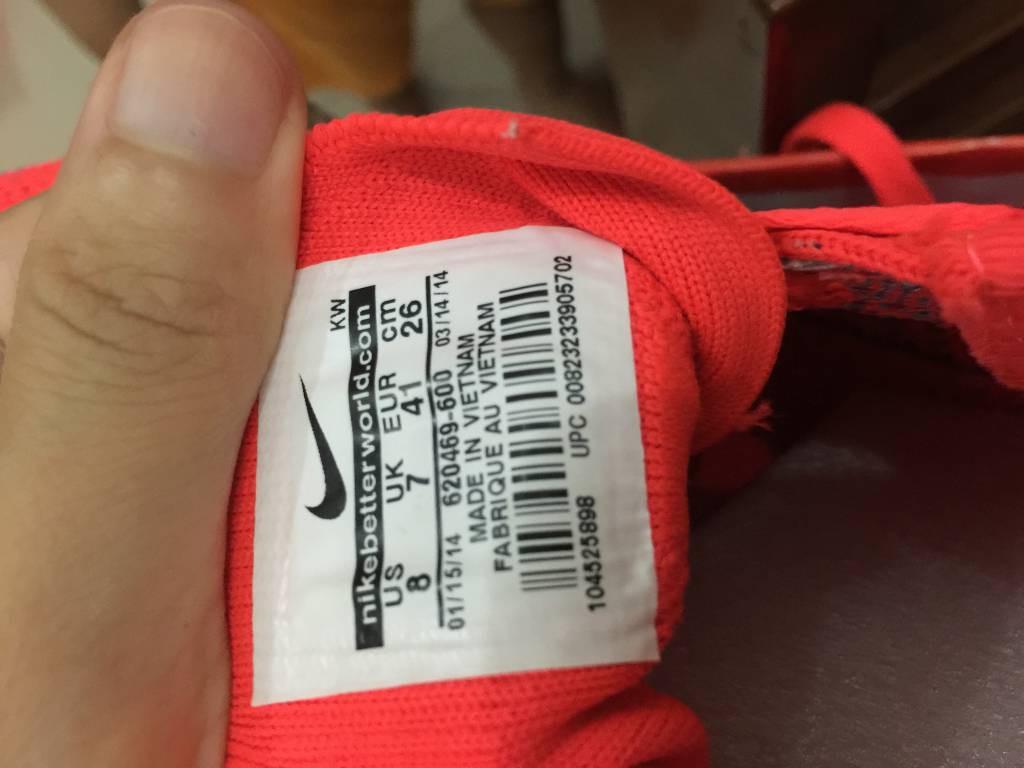 KW
nikebetterworld.com
US UK EUR cm
8 7 41 26
01/15/14 620469-600 03/14/14
MADE IN VIETNAM
FABRIQUE AU VIETNAM
104525898 UPC 00823233905702